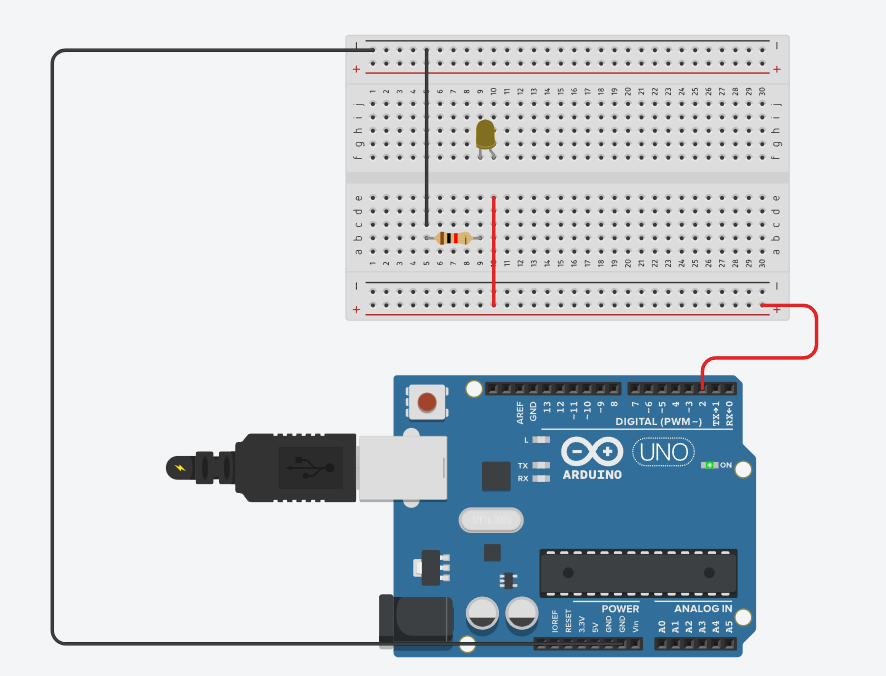 1 2 3 4 5 6 7 8 9 10 11 12 13 14 15 16 17 18 19 20 21 22 23 24 25 26 27 28 29 30
j j
i i
h h
g g
f f
e e
d d
c c
b b
a a
1 2 3 4 5 6 7 8 9 10 11 12 13 14 15 16 17 18 19 20 21 22 23 24 25 26 27 28 29 30
AREF GND 13 12 ~11 ~10 ~9 8 7 ~6 ~5 4 ~3 2 TX→1 RX←0
DIGITAL (PWM~)
L
TX
RX
ARDUINO
UNO
ON
POWER
ANALOG IN
IOREF RESET 3.3V 5V GND GND Vin A0 A1 A2 A3 A4 A5